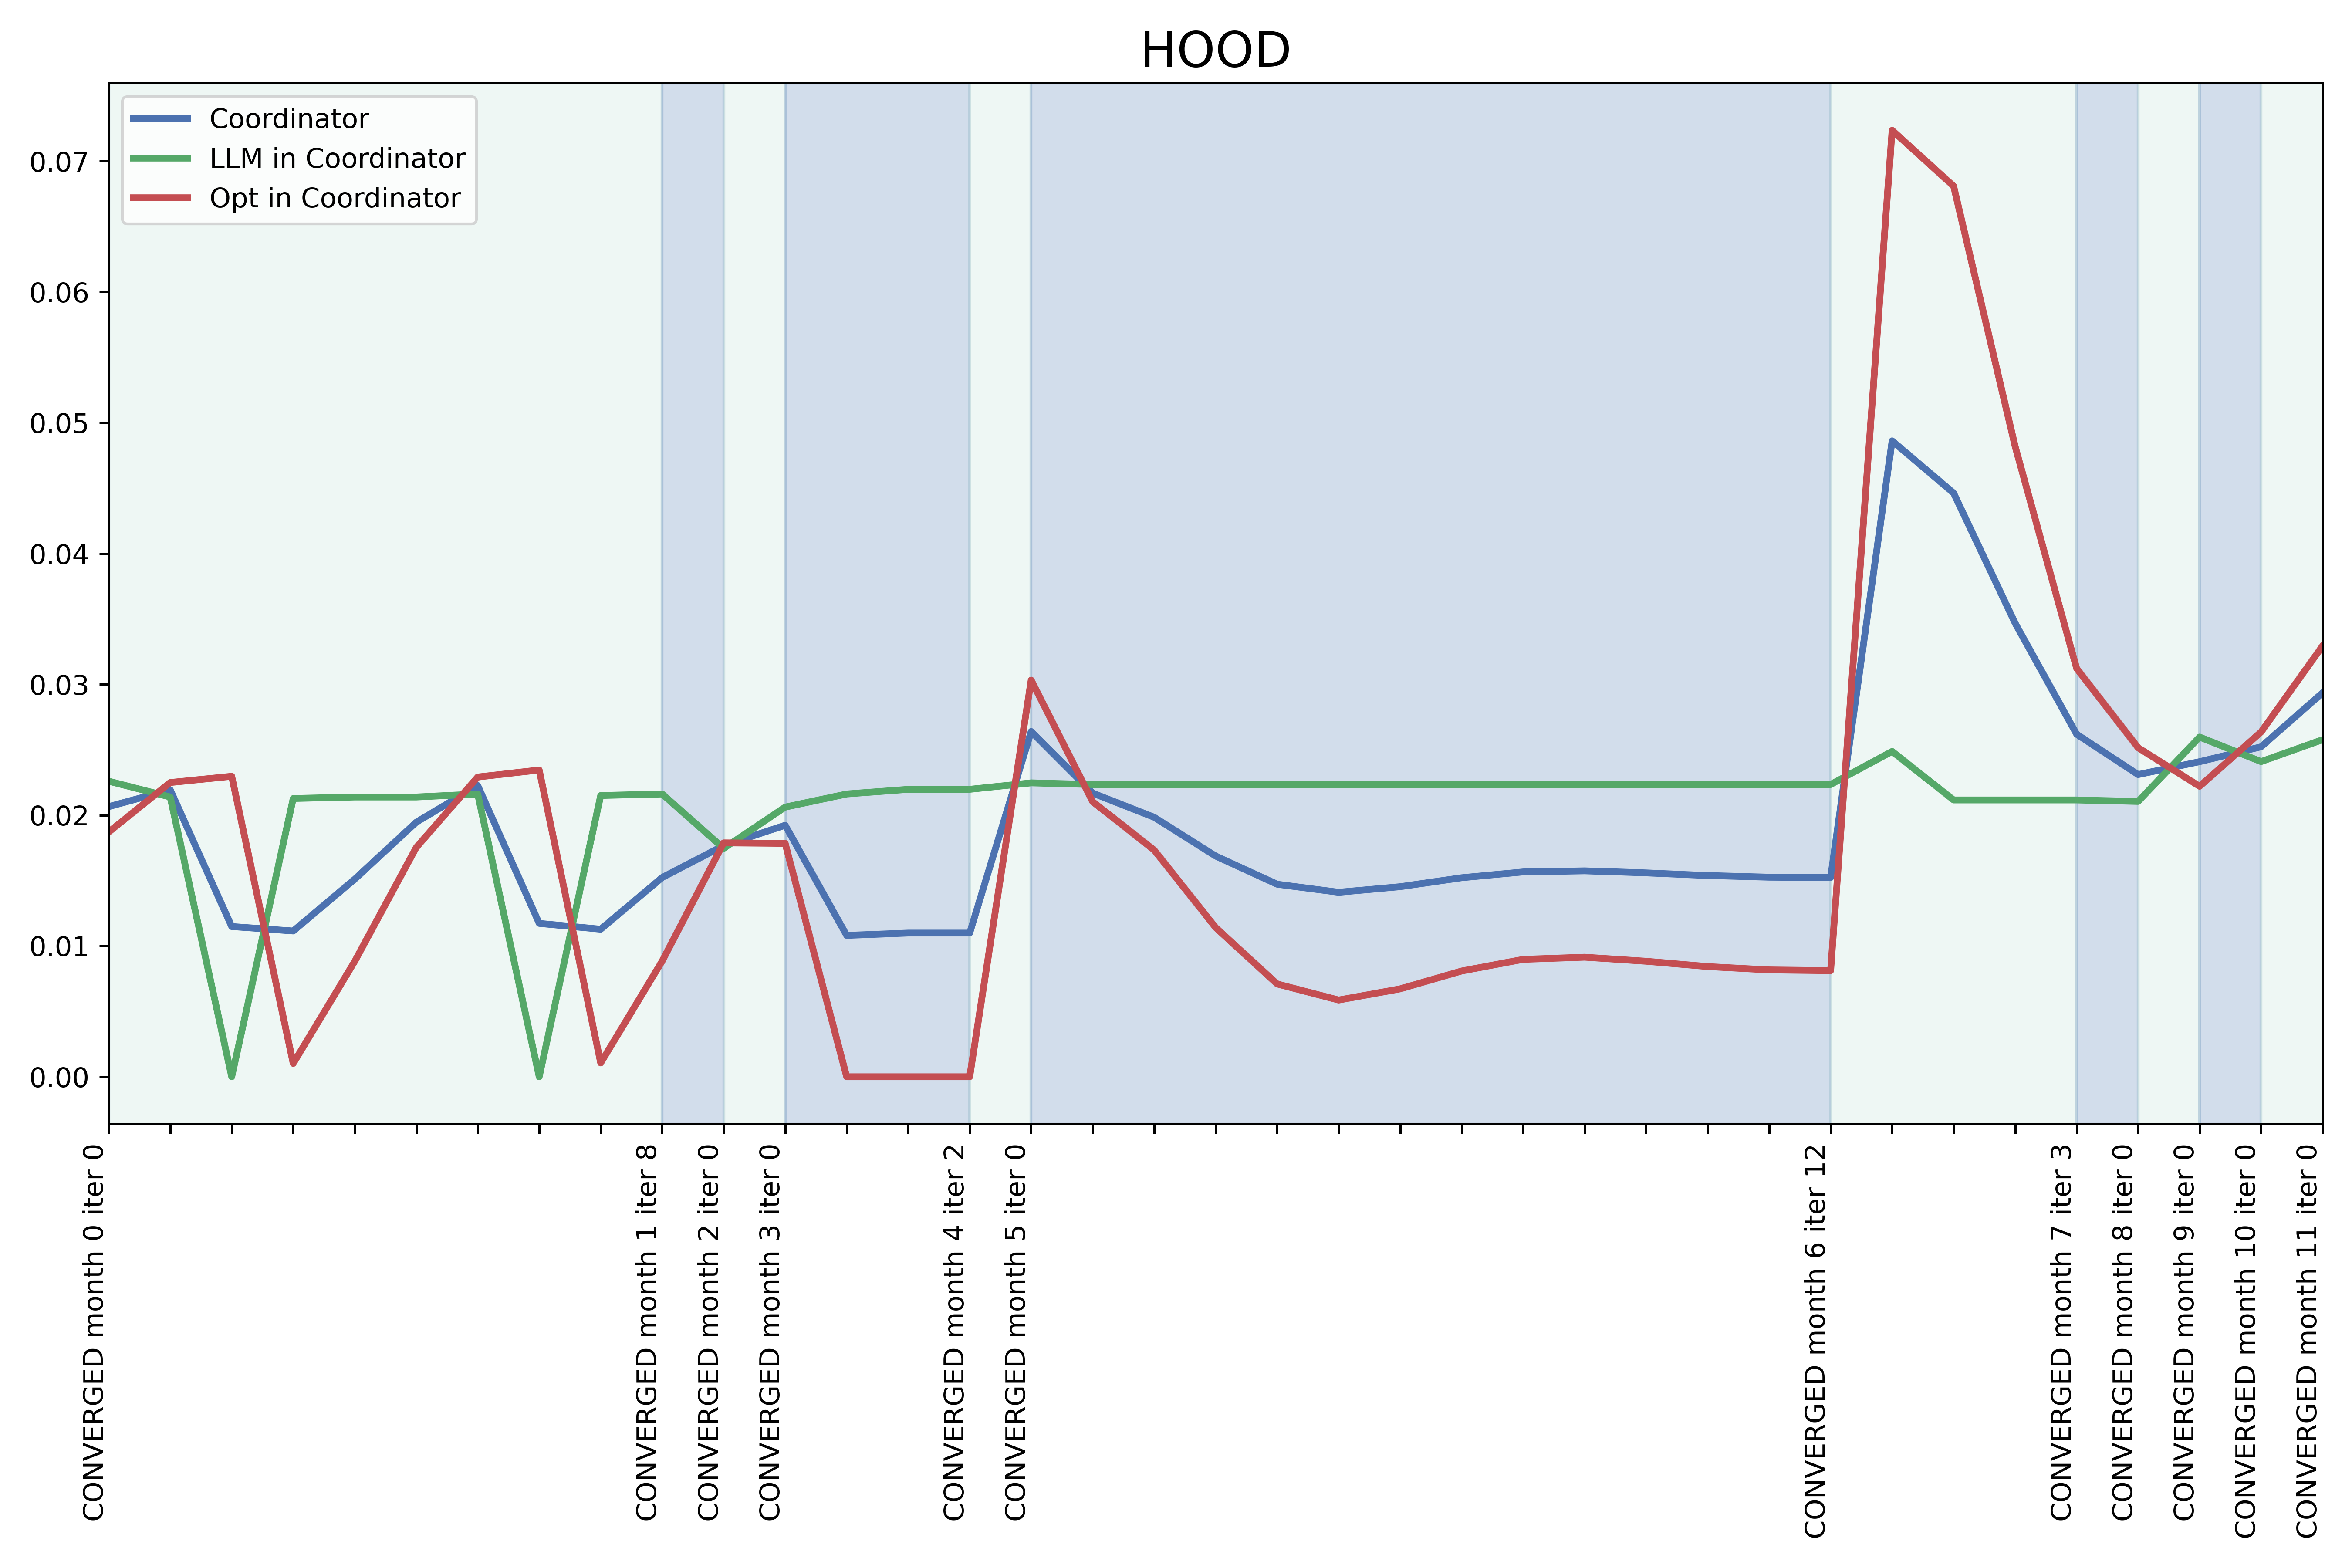 HOOD
Coordinator
LLM in Coordinator
Opt in Coordinator
0.07
0.06
0.05
0.04
0.03
0.02
0.01
0.00
CONVERGED month 0 iter 0
CONVERGED month 1 iter 8
CONVERGED month 2 iter 0
CONVERGED month 3 iter 0
CONVERGED month 4 iter 2
CONVERGED month 5 iter 0
CONVERGED month 6 iter 12
CONVERGED month 7 iter 3
CONVERGED month 8 iter 0
CONVERGED month 9 iter 0
CONVERGED month 10 iter 0
CONVERGED month 11 iter 0